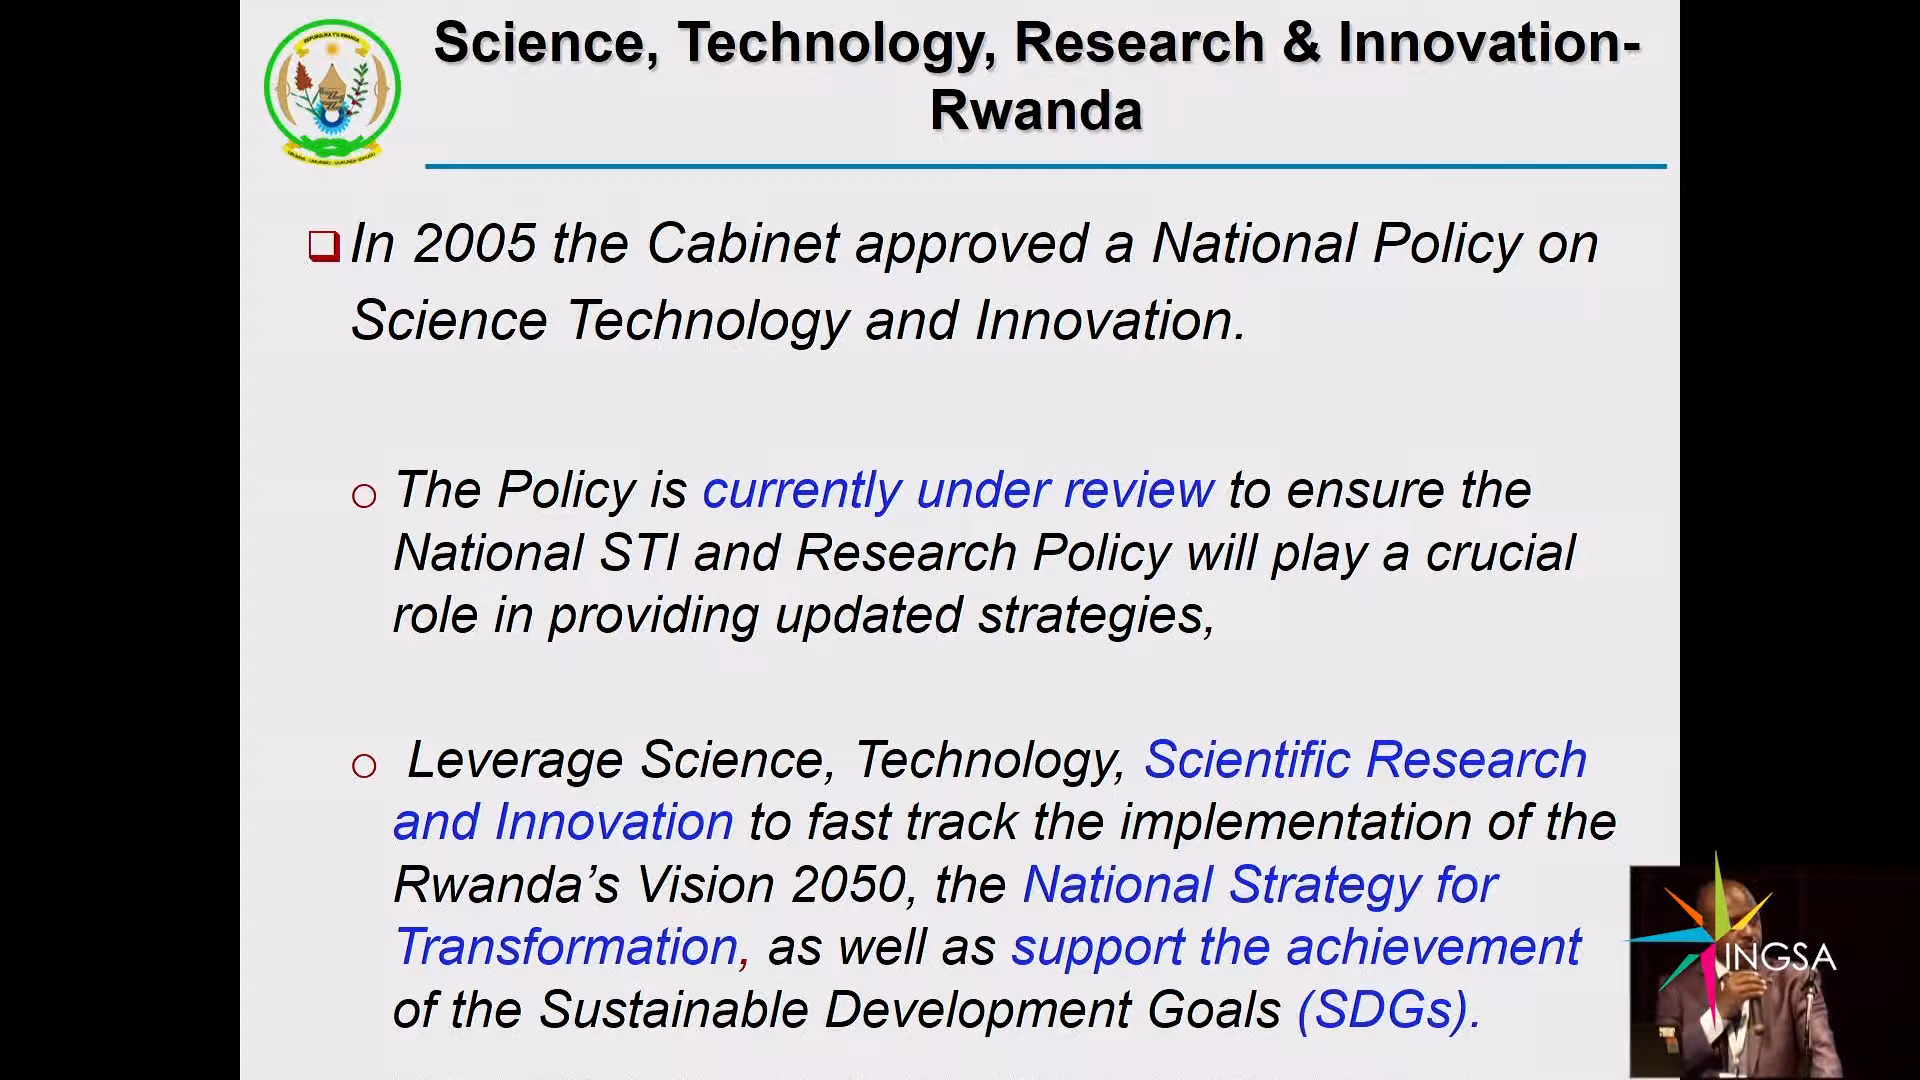 Science, Technology, Research & Innovation-
Rwanda
In 2005 the Cabinet approved a National Policy on
Science Technology and Innovation.
The Policy is currently under review to ensure the
National STI and Research Policy will play a crucial
role in providing updated strategies,
Leverage Science, Technology, Scientific Research
and Innovation to fast track the implementation of the
Rwanda’s Vision 2050, the National Strategy for
Transformation, as well as support the achievement
of the Sustainable Development Goals (SDGs).
INGSA